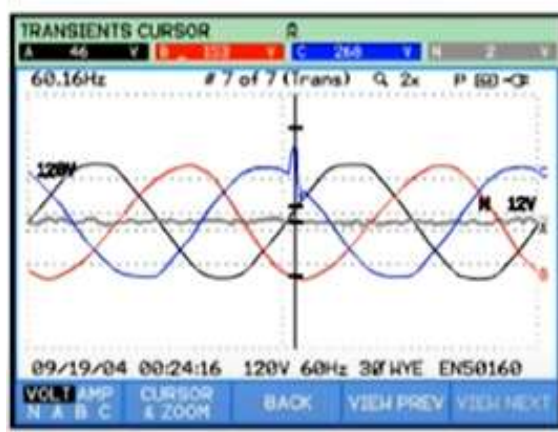 TRANSIENTS CURSOR
A 46 V B V C 268 V N 2 V
60.16Hz # 7 of 7 (Trans) 2x P
120V
C
N 12V
A
B
09/19/04 00:24:16 120V 60Hz 3Ø WYE EN50160
VOLT AMP CURSOR BACK VIEW PREV VIEW NEXT
N A B C & ZOOM